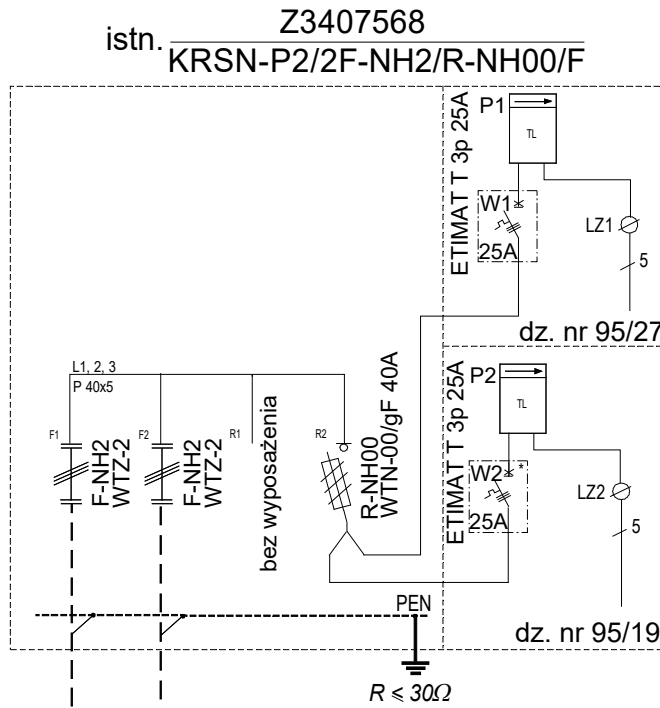 istn. Z3407568
KRSN-P2/2F-NH2/R-NH00/F
ETIMAT T 3p 25A
P1
TL
W1
25A
LZ1
5
dz. nr 95/27
L1, 2, 3
P 40x5
F1
F-NH2
WTZ-2
F2
F-NH2
WTZ-2
R1
bez wyposażenia
R2
R-NH00
WTN-00/gF 40A
ETIMAT T 3p 25A
P2
TL
W2 *
25A
LZ2
5
dz. nr 95/19
PEN
R ⩽ 30Ω